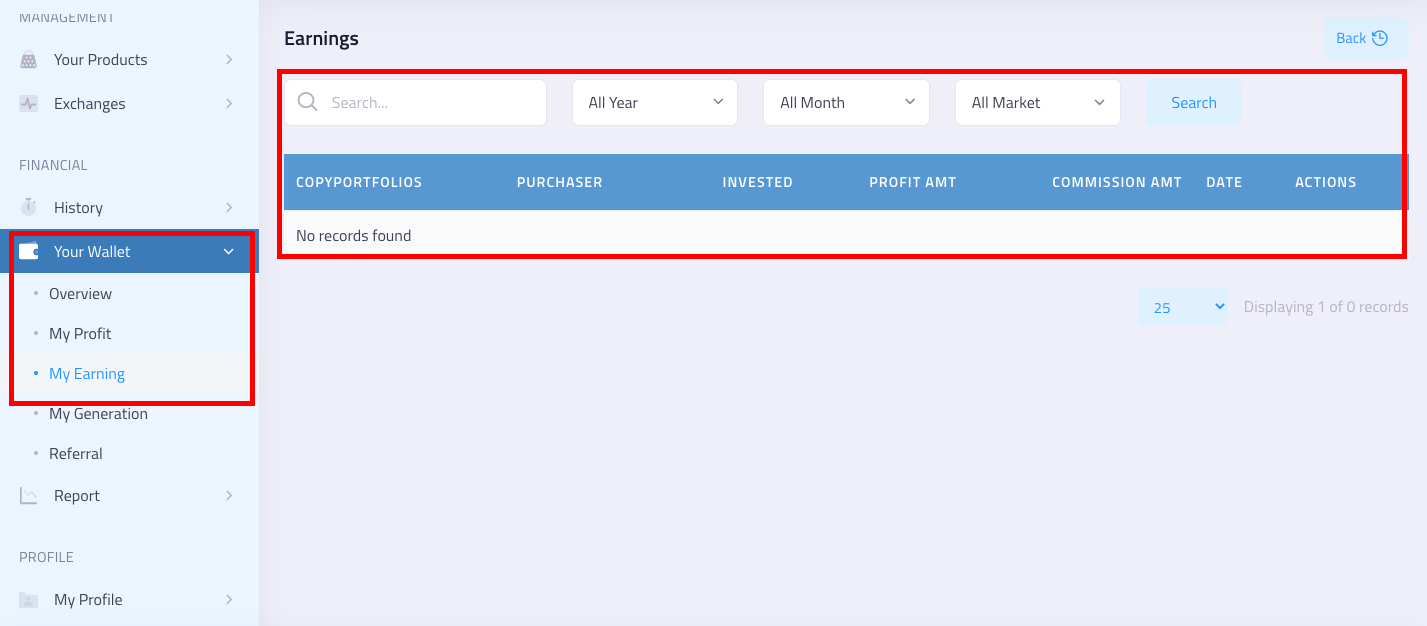 MANAGEMENT
Your Products
Exchanges
FINANCIAL
History
Your Wallet
Overview
My Profit
My Earning
My Generation
Referral
Report
PROFILE
My Profile
Earnings
Back
Search...
All Year
All Month
All Market
Search
COPYPORTFOLIOS PURCHASER INVESTED PROFIT AMT COMMISSION AMT DATE ACTIONS
No records found
25
Displaying 1 of 0 records